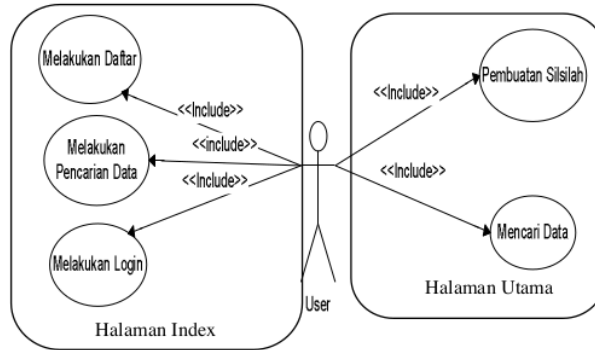 Melakukan Daftar
<<Include>>
<<include>>
Melakukan
Pencarian Data
<<Include>>
Melakukan Login
Halaman Index
User
Pembuatan Silsilah
<<Include>>
<<Include>>
Mencari Data
Halaman Utama